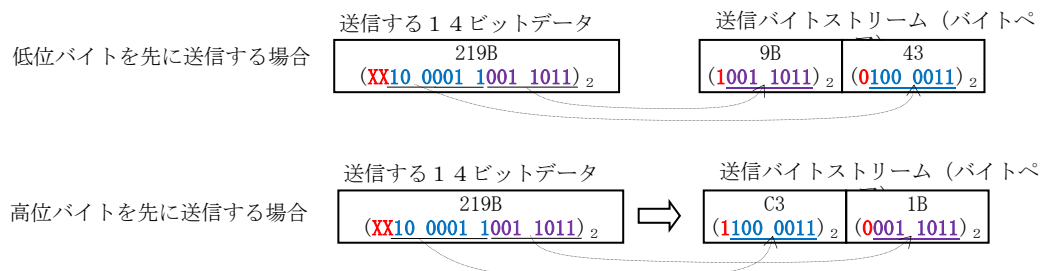 送信する１４ビットデータ
送信バイトストリーム（バイトペ
低位バイトを先に送信する場合
219B
9B
43
(XX10 0001 1001 1011)2
(1001 1011)2
(0100 0011)2
送信する１４ビットデータ
送信バイトストリーム（バイトペ
高位バイトを先に送信する場合
219B
C3
1B
(XX10 0001 1001 1011)2
(1100 0011)2
(0001 1011)2